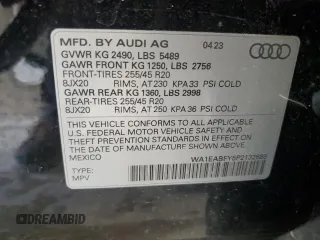 MFD. BY AUDI AG 04 23
GVWR KG 2490, LBS 5489
GAWR FRONT KG 1250, LBS 2756
FRONT-TIRES 255/45 R20
8JX20 RIMS, AT 230 KPA 33 PSI COLD
GAWR REAR KG 1360, LBS 2998
REAR-TIRES 255/45 R20
8JX20 RIMS, AT 250 KPA 36 PSI COLD
THIS VEHICLE CONFORMS TO ALL APPLICABLE
U.S. FEDERAL MOTOR VEHICLE SAFETY
AND THEFT PREVENTION STANDARDS IN EFFECT
ON THE DATE OF MANUFACTURE SHOWN ABOVE.
MEXICO
TYPE:
MPV
DREAMBID